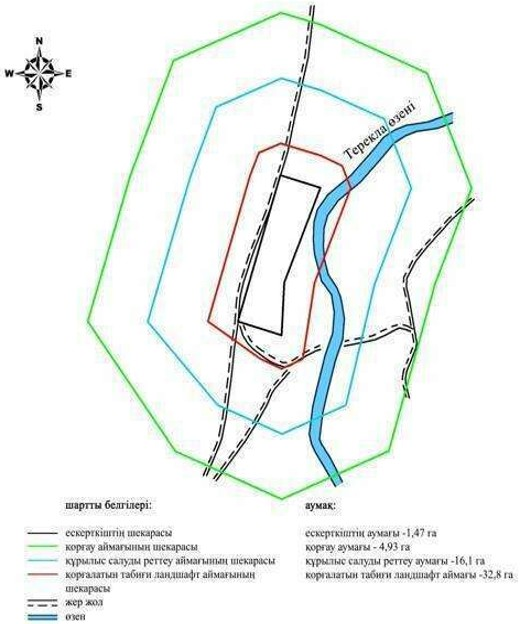 N
W E
S
Терекла өзені
шартты белгілері:
аумақ:
ескерткіштің шекарасы
қорғау аймағының шекарасы
құрылыс салуды реттеу аймағының шекарасы
қорғалатын табиғи ландшафт аймағының
шекарасы
жер жол
өзен
ескерткіштің аумағы -1,47 га
қорғау аумағы - 4,93 га
құрылыс салуды реттеу аумағы -16,1 га
қорғалатын табиғи ландшафт аймағы -32,8 га